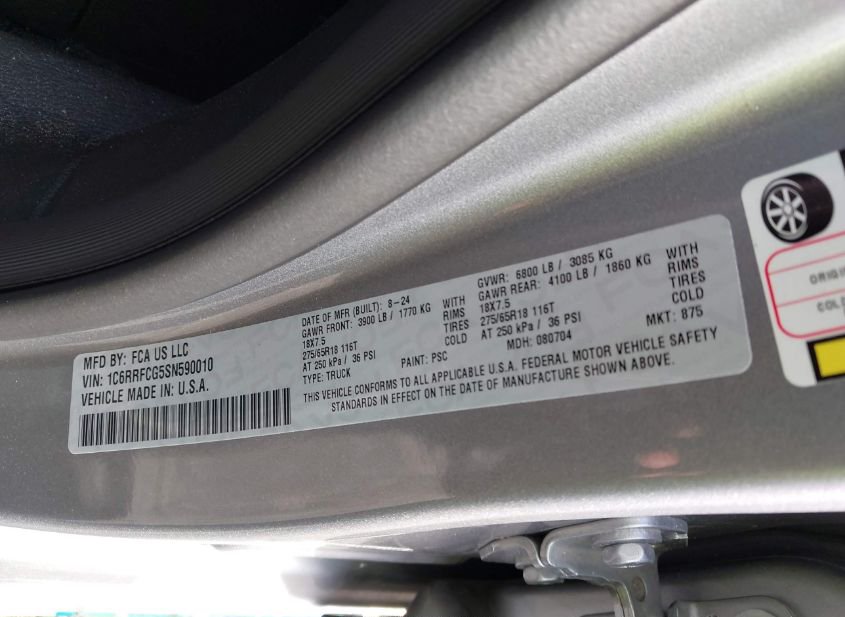 MFD BY: FCA US LLC
VIN: 1C6RRFCG5SN590010
VEHICLE MADE IN: U.S.A.
DATE OF MFR (BUILT): 8-24
GAWR FRONT: 3900 LB / 1770 KG WITH
18X7.5 RIMS
275/65R18 116T TIRES
AT 250 kPa / 36 PSI COLD
TYPE: TRUCK
PAINT: PSC
GVWR: 6800 LB / 3085 KG
GAWR REAR: 4100 LB / 1860 KG WITH
18X7.5 RIMS
275/65R18 116T TIRES
AT 250 kPa / 36 PSI COLD
MDH: 080704
MKT: 875
THIS VEHICLE CONFORMS TO ALL APPLICABLE U.S.A. FEDERAL MOTOR VEHICLE SAFETY
STANDARDS IN EFFECT ON THE DATE OF MANUFACTURE SHOWN ABOVE.
ORIGI
COL